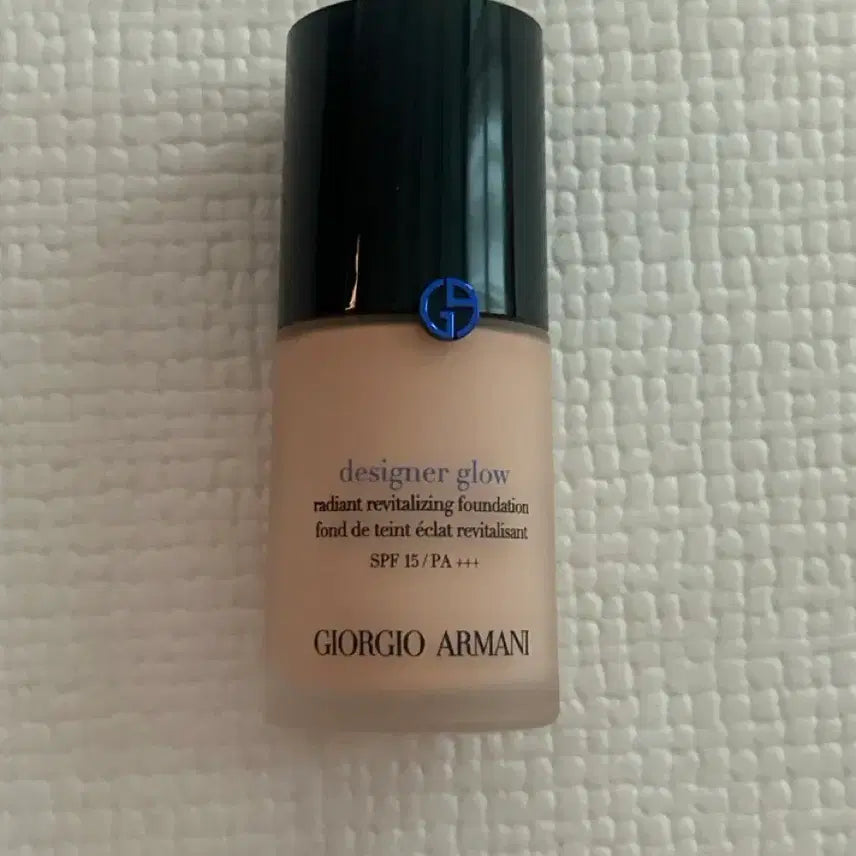 designer glow
radiant revitalizing foundation
fond de teint éclat revitalisant
SPF 15/PA +++
GIORGIO ARMANI